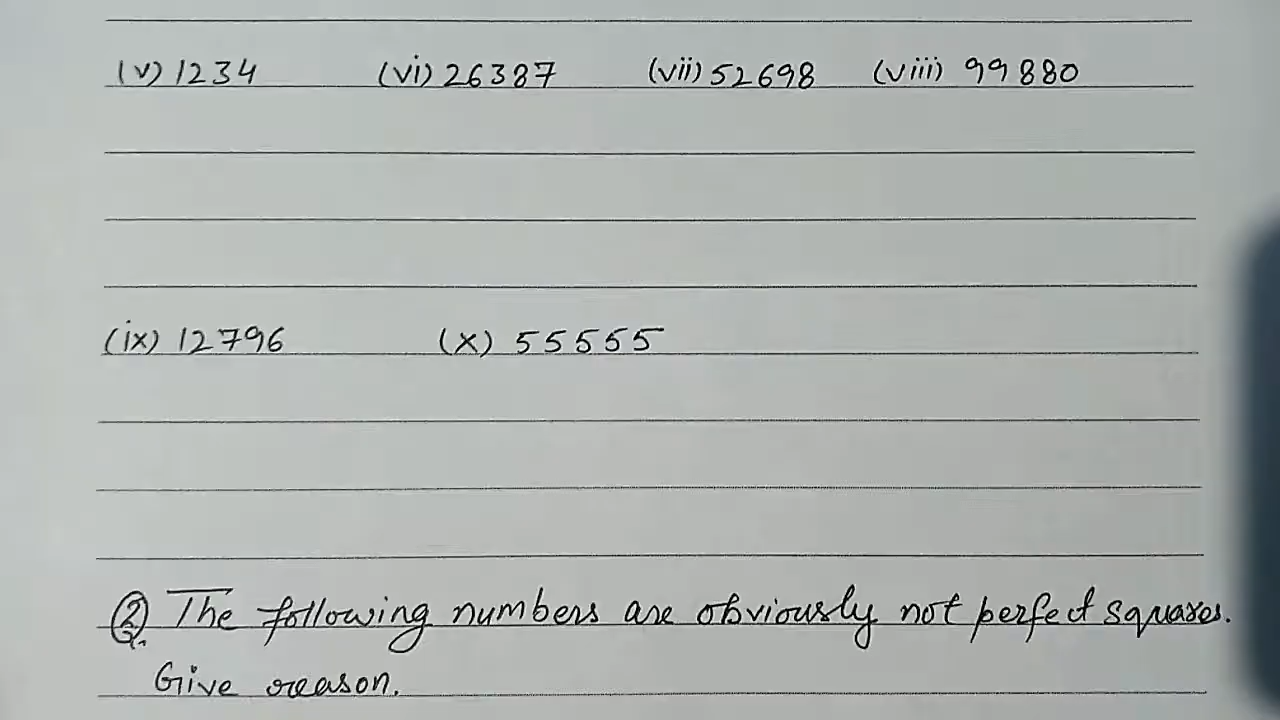 (v) 1234 (vi) 26387 (vii) 52698 (viii) 99880
(ix) 12796 (x) 55555
(2) The following numbers are obviously not perfect squares.
Give reason.